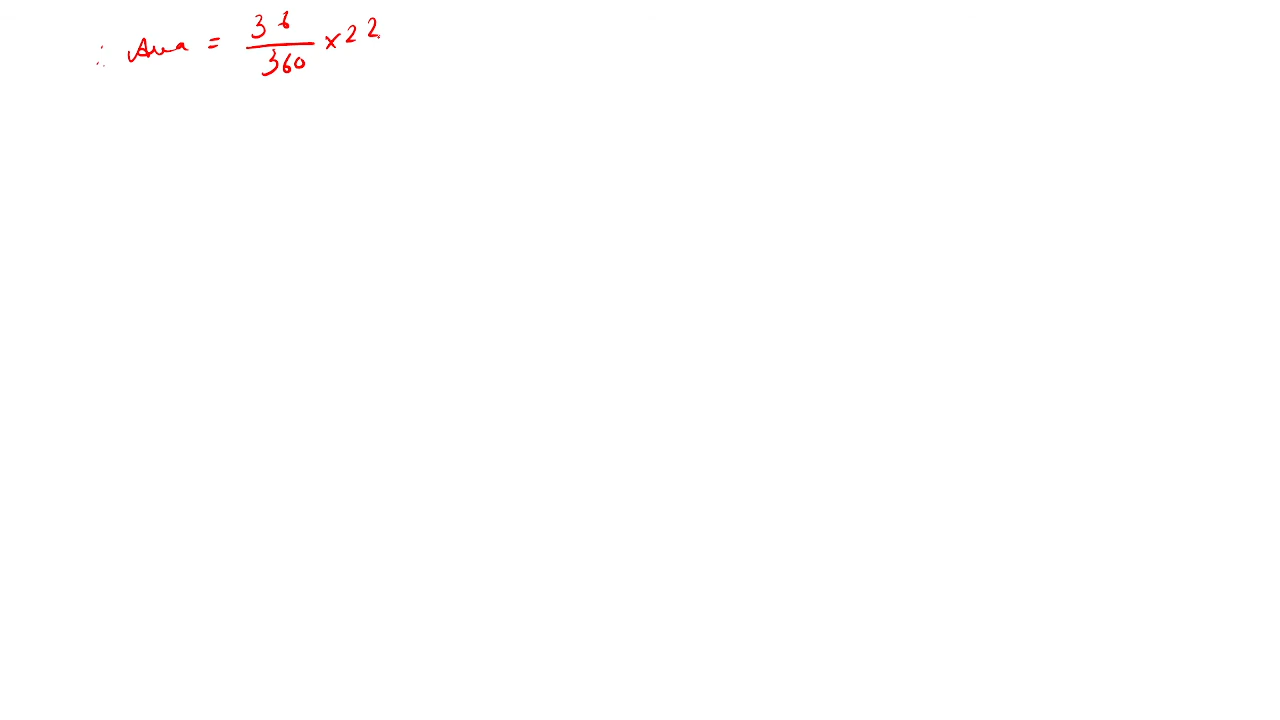 ∴ Area = 36/360 × 22